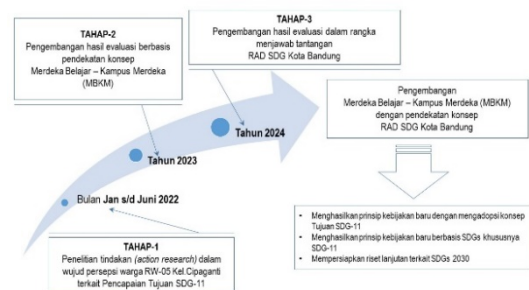 TAHAP-2
Pengembangan hasil evaluasi berbasis
pendekatan konsep
Merdeka Belajar – Kampus Merdeka
(MBKM)
TAHAP-3
Pengembangan hasil evaluasi dalam rangka
menjawab tantangan
RAD SDG Kota Bandung
Tahun 2024
Tahun 2023
Bulan Jan s/d Juni 2022
TAHAP-1
Penelitian tindakan (action research) dalam
wujud persepsi warga RW-05 Kel.Cipaganti
terkait Pencapaian Tujuan SDG-11
Pengembangan
Merdeka Belajar – Kampus Merdeka (MBKM)
dengan pendekatan konsep
RAD SDG Kota Bandung
• Menghasilkan prinsip kebijakan baru dengan mengadopsi konsep
Tujuan SDG-11
• Menghasilkan prinsip kebijakan baru berbasis SDGs khususnya
SDG-11
• Mempersiapkan riset lanjutan terkait SDGs 2030